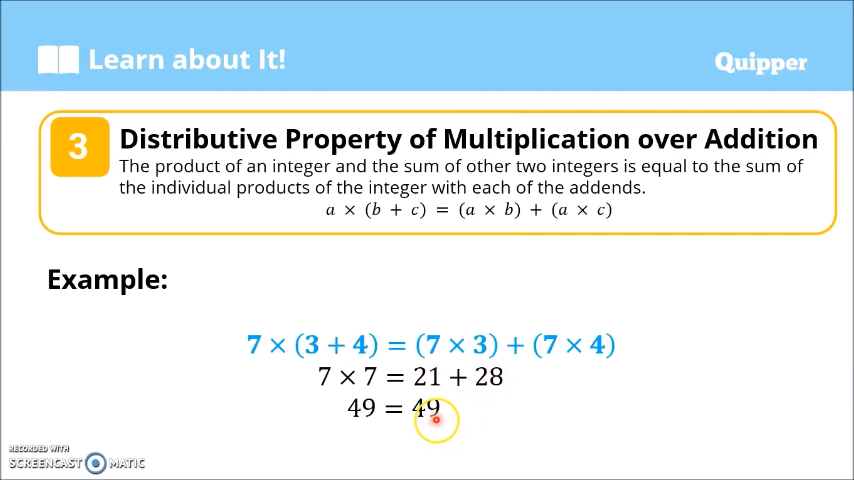 Learn about It!
Quipper
3
Distributive Property of Multiplication over Addition
The product of an integer and the sum of other two integers is equal to the sum of
the individual products of the integer with each of the addends.
a × (b + c) = (a × b) + (a × c)
Example:
7 × (3 + 4) = (7 × 3) + (7 × 4)
7 × 7 = 21 + 28
49 = 49
RECORDED WITH
SCREENCAST MATIC